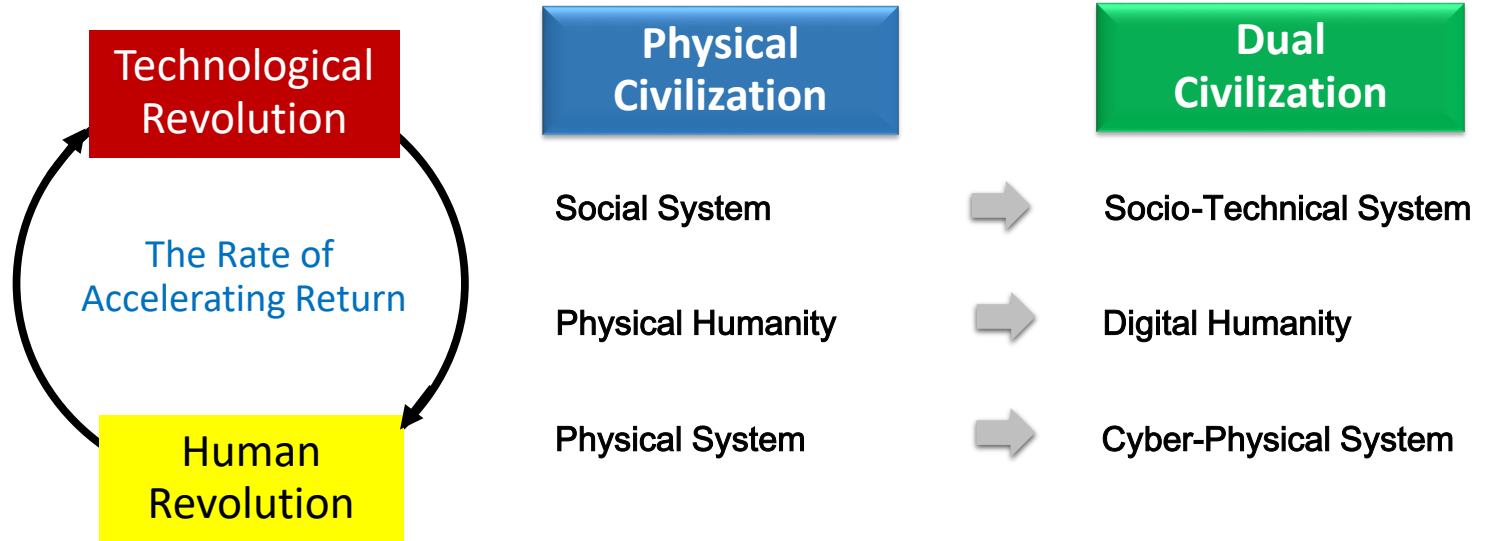 Technological
Revolution
The Rate of
Accelerating Return
Human
Revolution
Physical
Civilization
Dual
Civilization
Social System
Socio-Technical System
Physical Humanity
Digital Humanity
Physical System
Cyber-Physical System